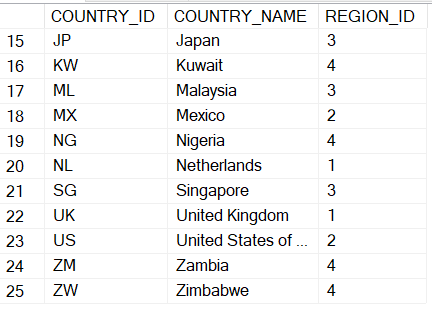 COUNTRY_ID COUNTRY_NAME REGION_ID
15 JP Japan 3
16 KW Kuwait 4
17 ML Malaysia 3
18 MX Mexico 2
19 NG Nigeria 4
20 NL Netherlands 1
21 SG Singapore 3
22 UK United Kingdom 1
23 US United States of ... 2
24 ZM Zambia 4
25 ZW Zimbabwe 4